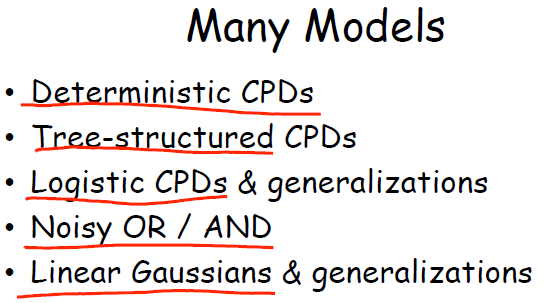 Many Models
• Deterministic CPDs
• Tree-structured CPDs
• Logistic CPDs & generalizations
• Noisy OR / AND
• Linear Gaussians & generalizations